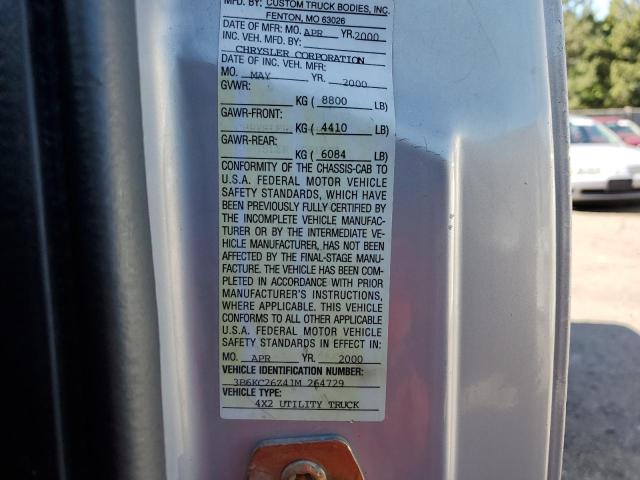 MFD. BY: CUSTOM TRUCK BODIES, INC.
FENTON, MO 63026
DATE OF MFR: MO. APR YR. 2000
INC. VEH. MFD. BY:
CHRYSLER CORPORATION
DATE OF INC. VEH MFR:
MO. MAY YR. 2000
GVWR:
KG ( 8800 LB)
GAWR-FRONT:
KG ( 4410 LB)
GAWR-REAR:
KG ( 6084 LB)
CONFORMITY OF THE CHASSIS-CAB TO
U.S.A. FEDERAL MOTOR VEHICLE
SAFETY STANDARDS, WHICH HAVE
BEEN PREVIOUSLY FULLY CERTIFIED BY
THE INCOMPLETE VEHICLE MANUFAC-
TURER OR BY THE INTERMEDIATE VE-
HICLE MANUFACTURER, HAS NOT BEEN
AFFECTED BY THE FINAL-STAGE MANU-
FACTURE. THE VEHICLE HAS BEEN COM-
PLETED IN ACCORDANCE WITH PRIOR
MANUFACTURER'S INSTRUCTIONS,
WHERE APPLICABLE. THIS VEHICLE
CONFORMS TO ALL OTHER APPLICABLE
U.S.A. FEDERAL MOTOR VEHICLE
SAFETY STANDARDS IN EFFECT IN:
MO. APR YR. 2000
VEHICLE IDENTIFICATION NUMBER:
3B6KC26Z41M 264729
VEHICLE TYPE:
4X2 UTILITY TRUCK